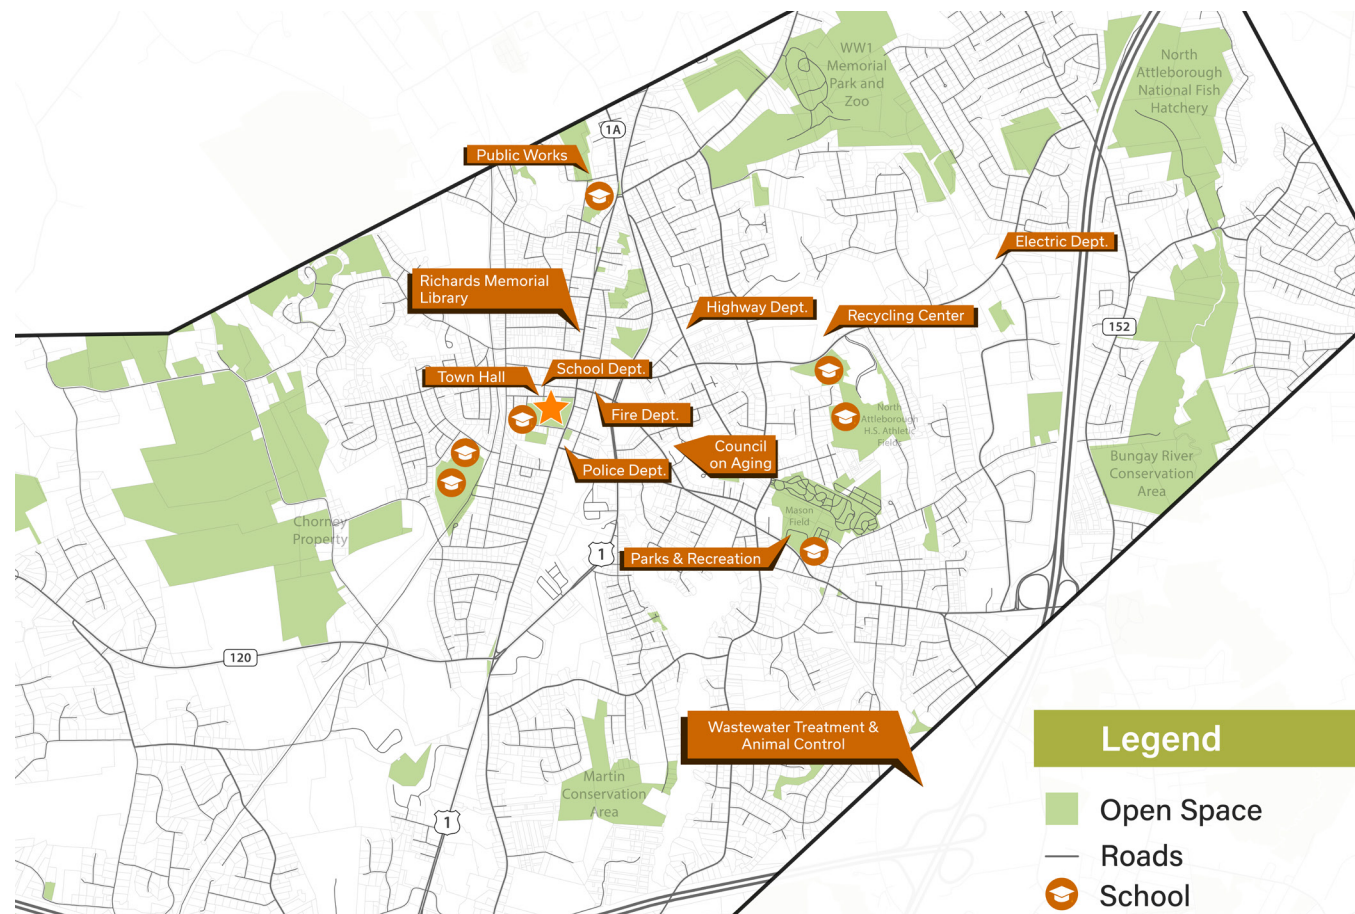 WW1
Memorial
Park and
Zoo
North
Attleborough
National Fish
Hatchery
1A
Public Works
Electric Dept.
Richards Memorial
Library
Highway Dept.
Recycling Center
152
School Dept.
Town Hall
Fire Dept.
North
Attleborough
H.S. Athletic
Fields
Council
on Aging
Police Dept.
Bungay River
Conservation
Area
Mason
Field
Chorney
Property
1
Parks & Recreation
120
Wastewater Treatment &
Animal Control
Martin
Conservation
Area
1
Legend
Open Space
Roads
School